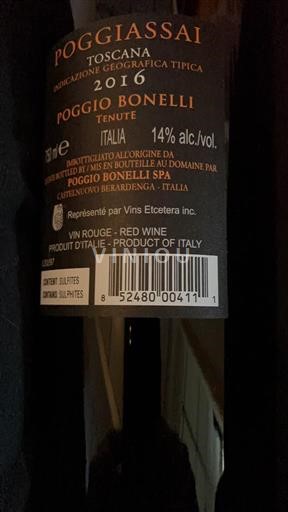 POGGIASSAI
TOSCANA
INDICAZIONE GEOGRAFICA TIPICA
2016
POGGIO BONELLI
TENUTE
750 ml e ITALIA 14% alc./vol.
IMBOTTIGLIATO ALL'ORIGINE DA
BOTTLED BY / MIS EN BOUTEILLE AU DOMAINE PAR
POGGIO BONELLI SPA
CASTELNUOVO BERARDENGA - ITALIA
Représenté par Vins Etcetera inc.
VIN ROUGE - RED WINE
PRODUIT D'ITALIE - PRODUCT OF ITALY
VINIOU
CONTENT: SULFITES
CONTAINS: SULPHITES
8 52480 00411 1